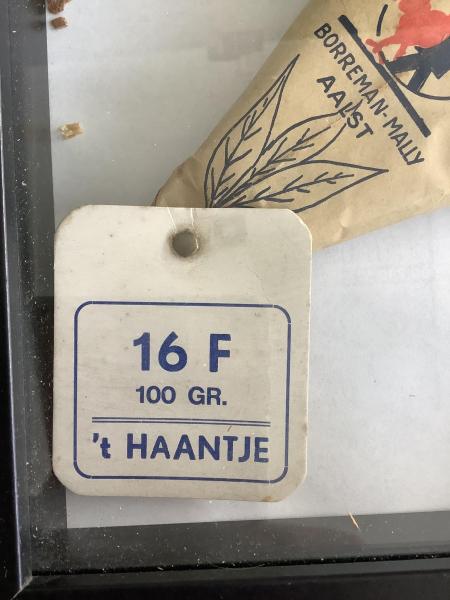 BORREMAN-MALLY
AALST
16 F
100 GR.
't HAANTJE